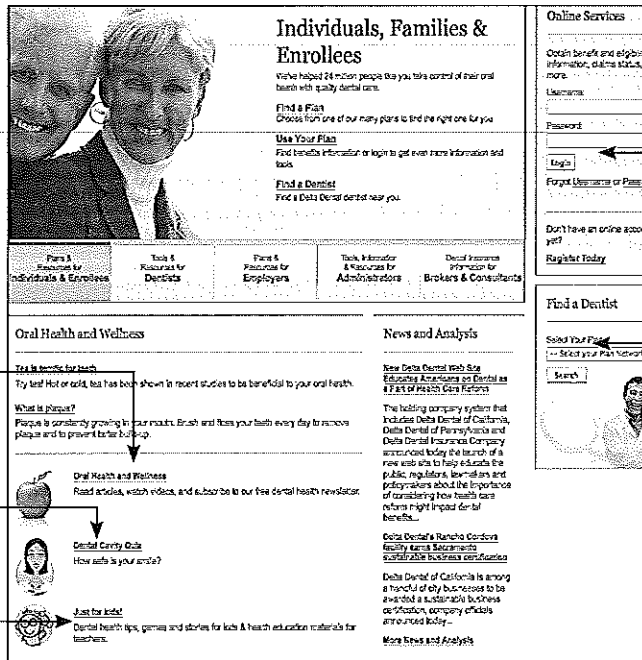 Individuals, Families &
Enrollees
We've helped 24 million people like you take control of their oral
health with quality dental care.
Find a Plan
Choose from one of our many plans to find the right one for you
Use Your Plan
Find benefits information or login to get even more information and
tools
Find a Dentist
Find a Delta Dental dentist near you.
Online Services
Obtain benefit and
information, claims status,
more.
Username:
Password:
Login
Forgot Username or
Don't have an online
yet?
Register Today
Plans &
Resources for
Individuals & Enrollees
Tools &
Resources for
Dentists
Plans &
Resources for
Employers
Tools, Information
& Resources for
Administrators
Dental Insurance
Information for
Brokers & Consultants
Find a Dentist
Select Your
-- Select your Plan
Search
Oral Health and Wellness
Tea is terrific for teeth
Try tea! Hot or cold, tea has been shown in recent studies to be beneficial to your oral health.
What is plaque?
Plaque is constantly growing in your mouth. Brush and floss your teeth every day to remove
plaque and to prevent tartar build-up.
Oral Health and Wellness
Read articles, watch videos, and subscribe to our free dental health newsletter.
Dental Cavity Quiz
How safe is your smile?
Just for kids!
Dental health tips, games and stories for kids & health education materials for
teachers.
News and Analysis
New Delta Dental Web Site
Educates Americans on Dental as
a Part of Health Care Reform
The holding company system that
includes Delta Dental of California,
Delta Dental of Pennsylvania and
Delta Dental Insurance Company
announced today the launch of a
new web site to help educate the
public, regulators, lawmakers and
policymakers about the importance
of considering how health care
reform might impact dental
benefits...
Delta Dental's Rancho Cordova
facility earns Sacramento
sustainable business certification
Delta Dental of California is among
a handful of city businesses to be
awarded a sustainable business
certification, company officials
announced today...
More News and Analysis